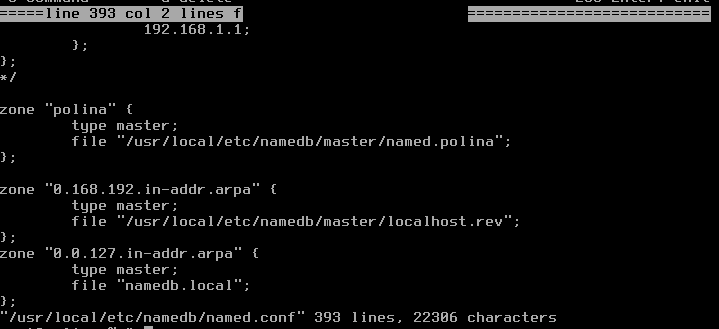 =====line 393 col 2 lines f ==========================
192.168.1.1;
};
};
*/
zone "polina" {
type master;
file "/usr/local/etc/namedb/master/named.polina";
};
zone "0.168.192.in-addr.arpa" {
type master;
file "/usr/local/etc/namedb/master/localhost.rev";
};
zone "0.0.127.in-addr.arpa" {
type master;
file "namedb.local";
};
"/usr/local/etc/namedb/named.conf" 393 lines, 22306 characters